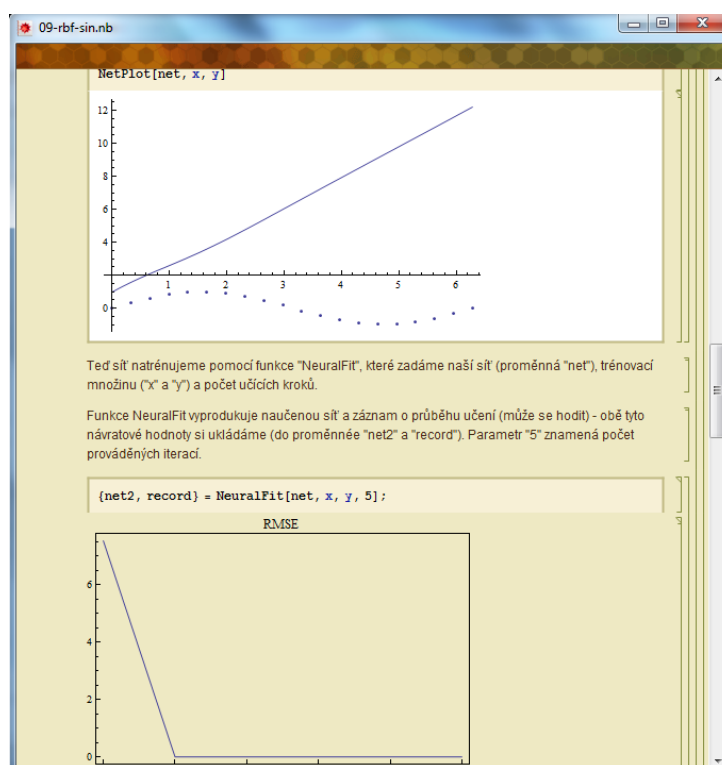 09-rbf-sin.nb
NetPlot[net, x, y]
12
10
8
6
4
0
1 2 3 4 5 6
Teď síť natrénujeme pomocí funkce "NeuralFit", které zadáme naší síť (proměnná "net"), trénovací
množinu ("x" a "y") a počet učících kroků.
Funkce NeuralFit vyprodukuje naučenou síť a záznam o průběhu učení (může se hodit) - obě tyto
návratové hodnoty si ukládáme (do proměnnée "net2" a "record"). Parametr "5" znamená počet
prováděných iterací.
{net2, record} = NeuralFit[net, x, y, 5];
RMSE
6
4
2
0